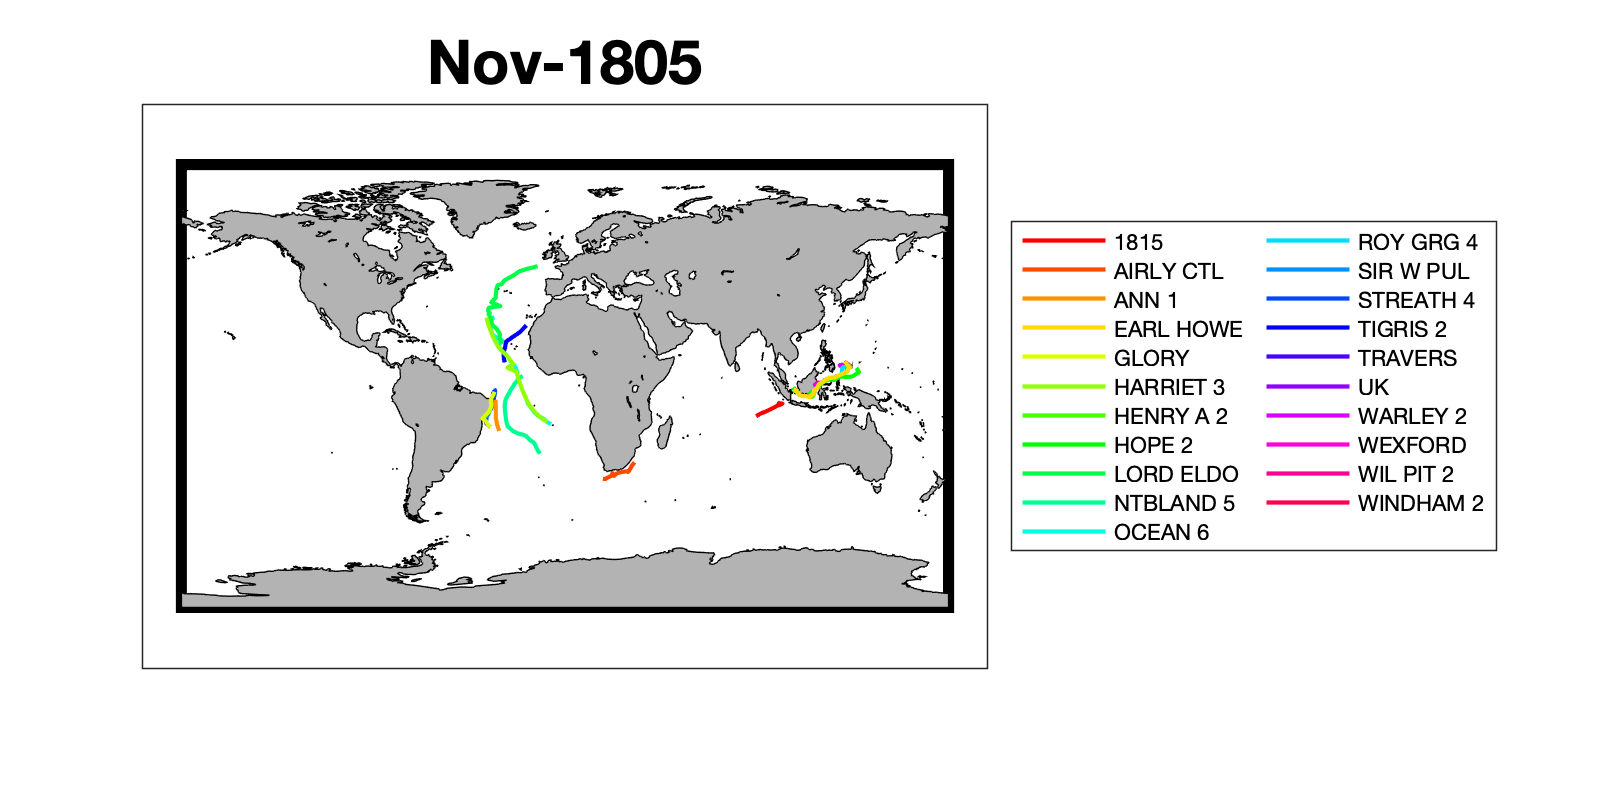 Nov-1805
1815
AIRLY CTL
ANN 1
EARL HOWE
GLORY
HARRIET 3
HENRY A 2
HOPE 2
LORD ELDO
NTBLAND 5
OCEAN 6
ROY GRG 4
SIR W PUL
STREATH 4
TIGRIS 2
TRAVERS
UK
WARLEY 2
WEXFORD
WIL PIT 2
WINDHAM 2